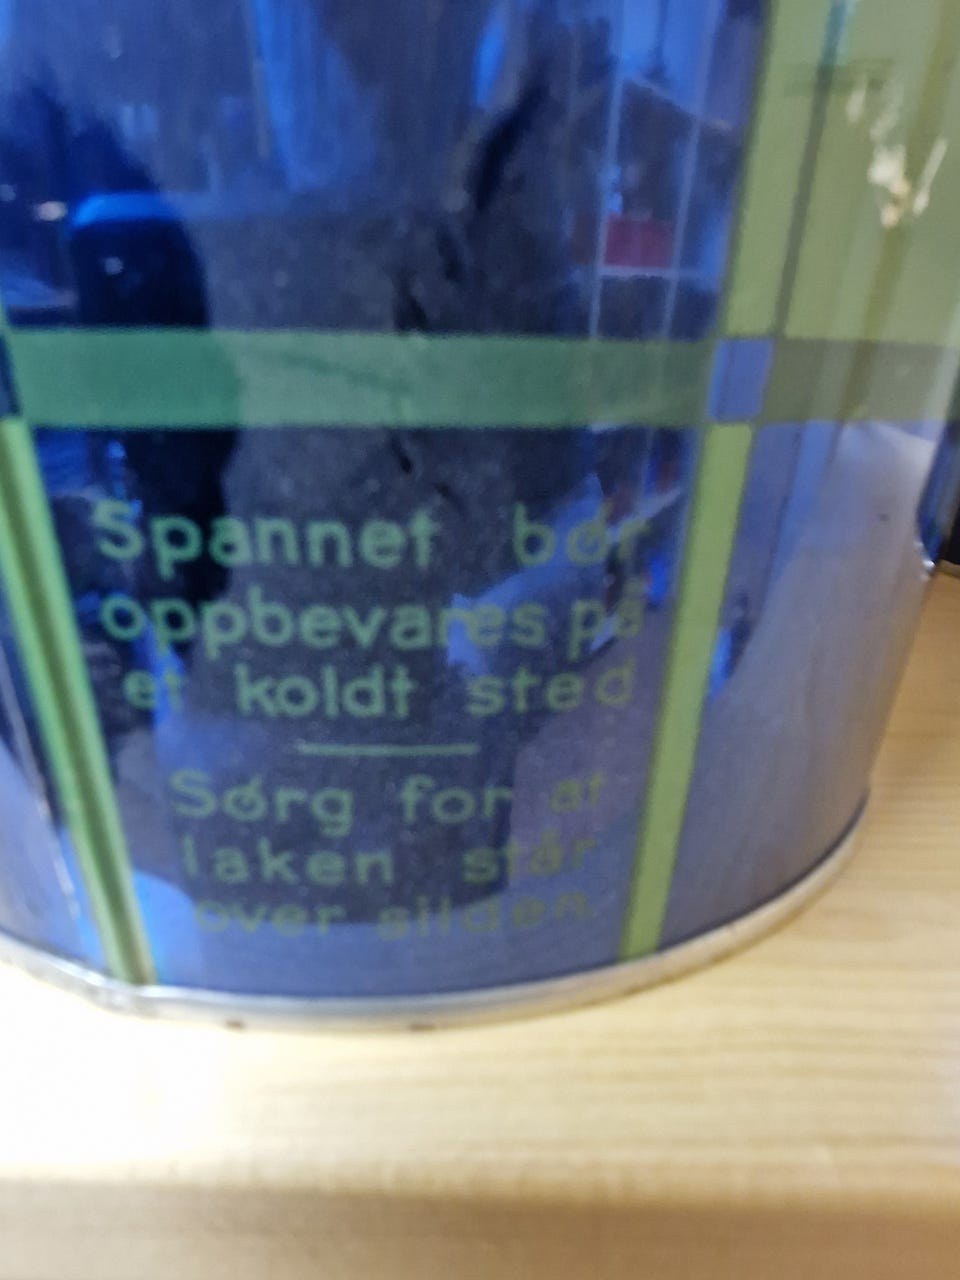 Spannet bør
oppbevares på
et koldt sted
Sørg for at
laken står
over silden.